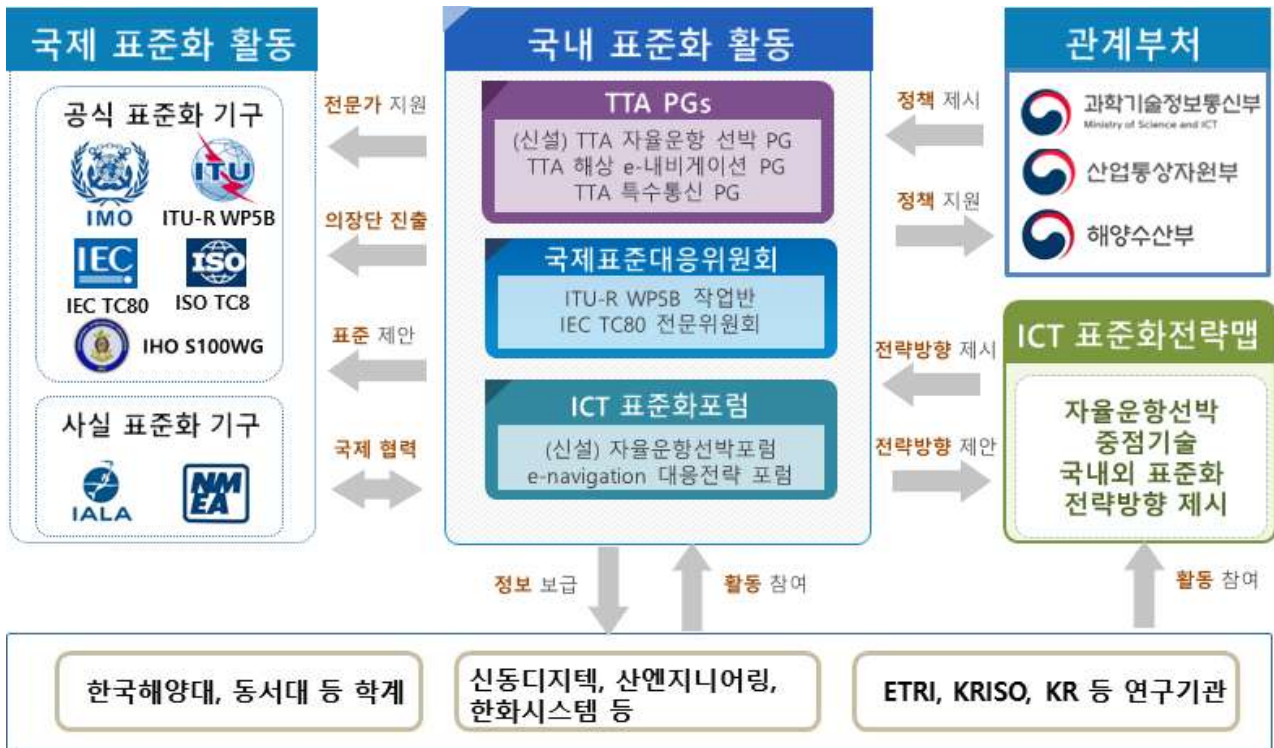 국제 표준화 활동
공식 표준화 기구
IMO
ITU
ITU-R WP5B
IEC
IEC TC80
ISO
ISO TC8
IHO S100WG
사실 표준화 기구
IALA
NMEA
전문가 지원
의장단 진출
표준 제안
국제 협력
국내 표준화 활동
TTA PGs
(신설) TTA 자율운항 선박 PG
TTA 해상 e-내비게이션 PG
TTA 특수통신 PG
국제표준대응위원회
ITU-R WP5B 작업반
IEC TC80 전문위원회
ICT 표준화포럼
(신설) 자율운항선박포럼
e-navigation 대응전략 포럼
정책 제시
정책 지원
전략방향 제시
전략방향 제안
관계부처
과학기술정보통신부
Ministry of Science and ICT
산업통상자원부
해양수산부
ICT 표준화전략맵
자율운항선박
중점기술
국내외 표준화
전략방향 제시
정보 보급
활동 참여
활동 참여
한국해양대, 동서대 등 학계
신동디지텍, 산엔지니어링,
한화시스템 등
ETRI, KRISO, KR 등 연구기관